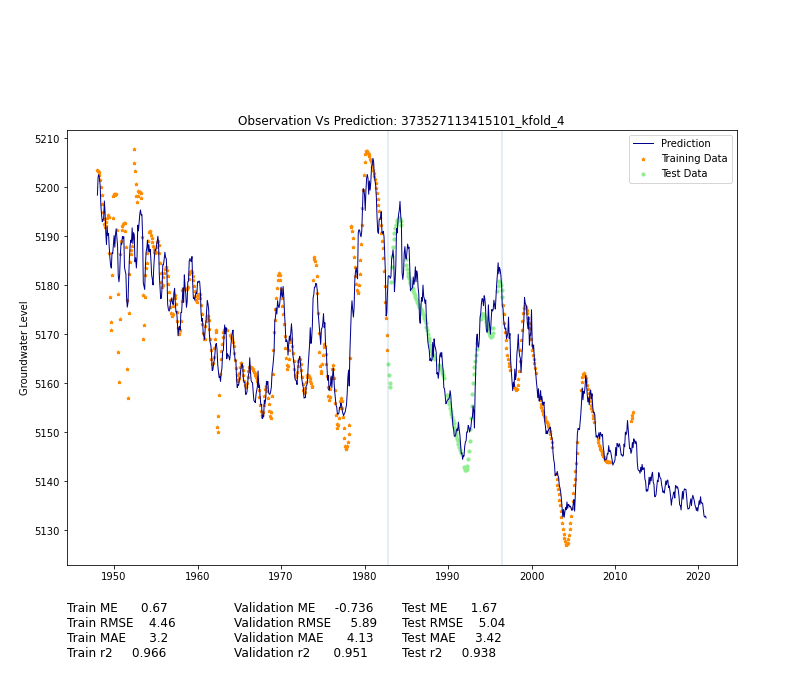 Observation Vs Prediction: 373527113415101_kfold_4
Prediction
Training Data
Test Data
Groundwater Level
5210
5200
5190
5180
5170
5160
5150
5140
5130
1950 1960 1970 1980 1990 2000 2010 2020
Train ME 0.67 Validation ME -0.736 Test ME 1.67
Train RMSE 4.46 Validation RMSE 5.89 Test RMSE 5.04
Train MAE 3.2 Validation MAE 4.13 Test MAE 3.42
Train r2 0.966 Validation r2 0.951 Test r2 0.938